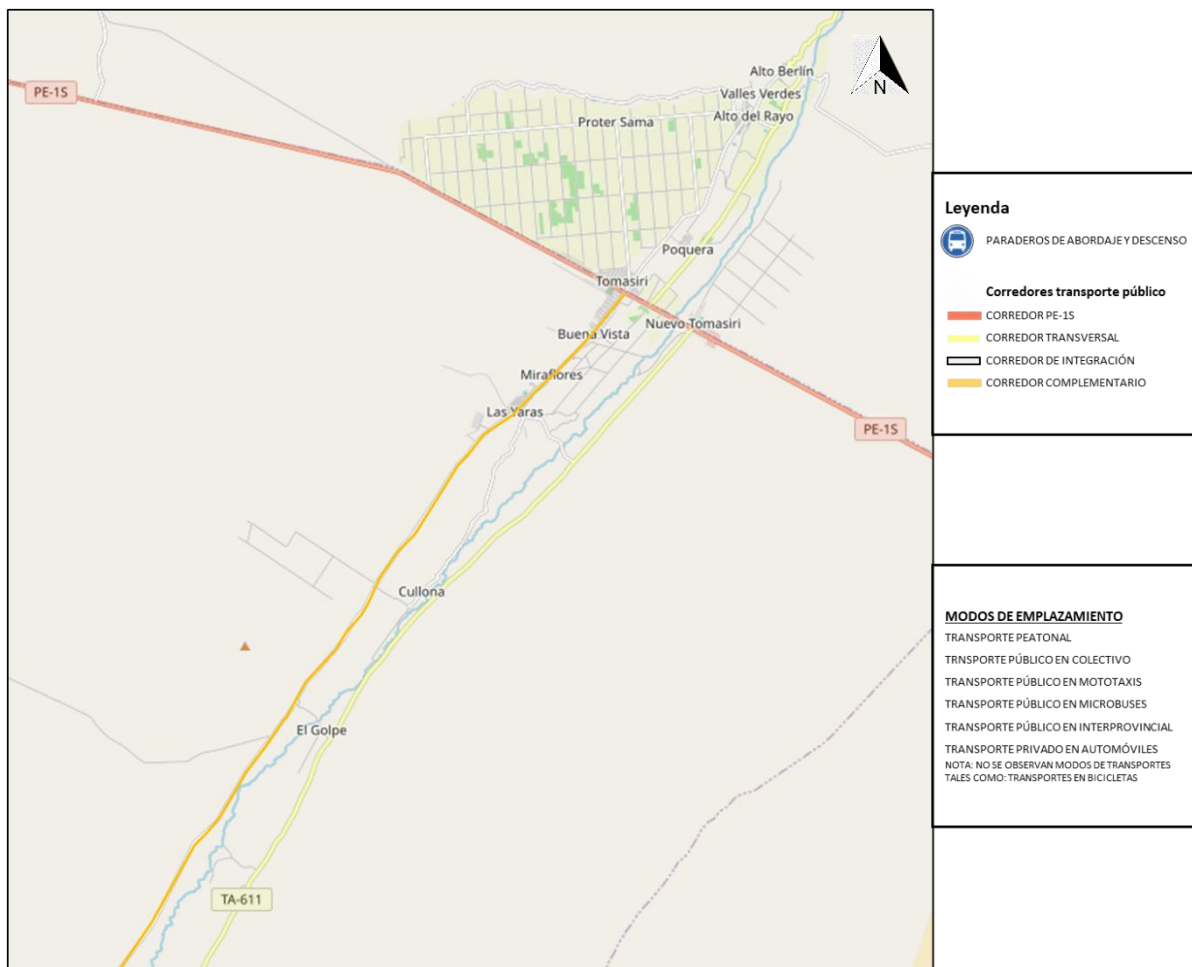 N
PE-1S
Alto Berlín
Valles Verdes
Alto del Rayo
Proter Sama
Poquera
Tomasiri
Nuevo Tomasiri
Buena Vista
Miraflores
Las Yaras
PE-1S
Cullona
El Golpe
TA-611
Leyenda
PARADEROS DE ABORDAJE Y DESCENSO
Corredores transporte público
CORREDOR PE-1S
CORREDOR TRANSVERSAL
CORREDOR DE INTEGRACIÓN
CORREDOR COMPLEMENTARIO
MODOS DE EMPLAZAMIENTO
TRANSPORTE PEATONAL
TRNSPORTE PÚBLICO EN COLECTIVO
TRANSPORTE PÚBLICO EN MOTOTAXIS
TRANSPORTE PÚBLICO EN MICROBUSES
TRANSPORTE PÚBLICO EN INTERPROVINCIAL
TRANSPORTE PRIVADO EN AUTOMÓVILES
NOTA: NO SE OBSERVAN MODOS DE TRANSPORTES
TALES COMO: TRANSPORTES EN BICICLETAS